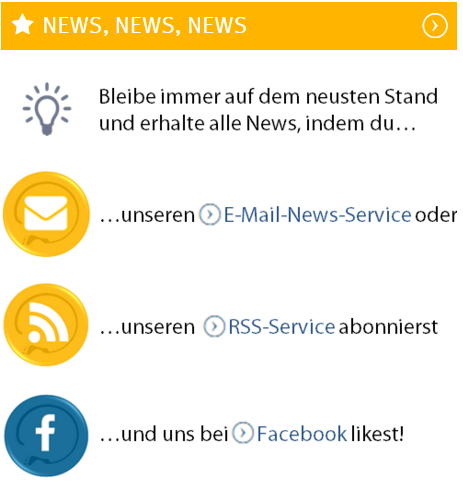 NEWS, NEWS, NEWS
Bleibe immer auf dem neusten Stand
und erhalte alle News, indem du…
…unseren E-Mail-News-Service oder
…unseren RSS-Service abonnierst
…und uns bei Facebook likest!